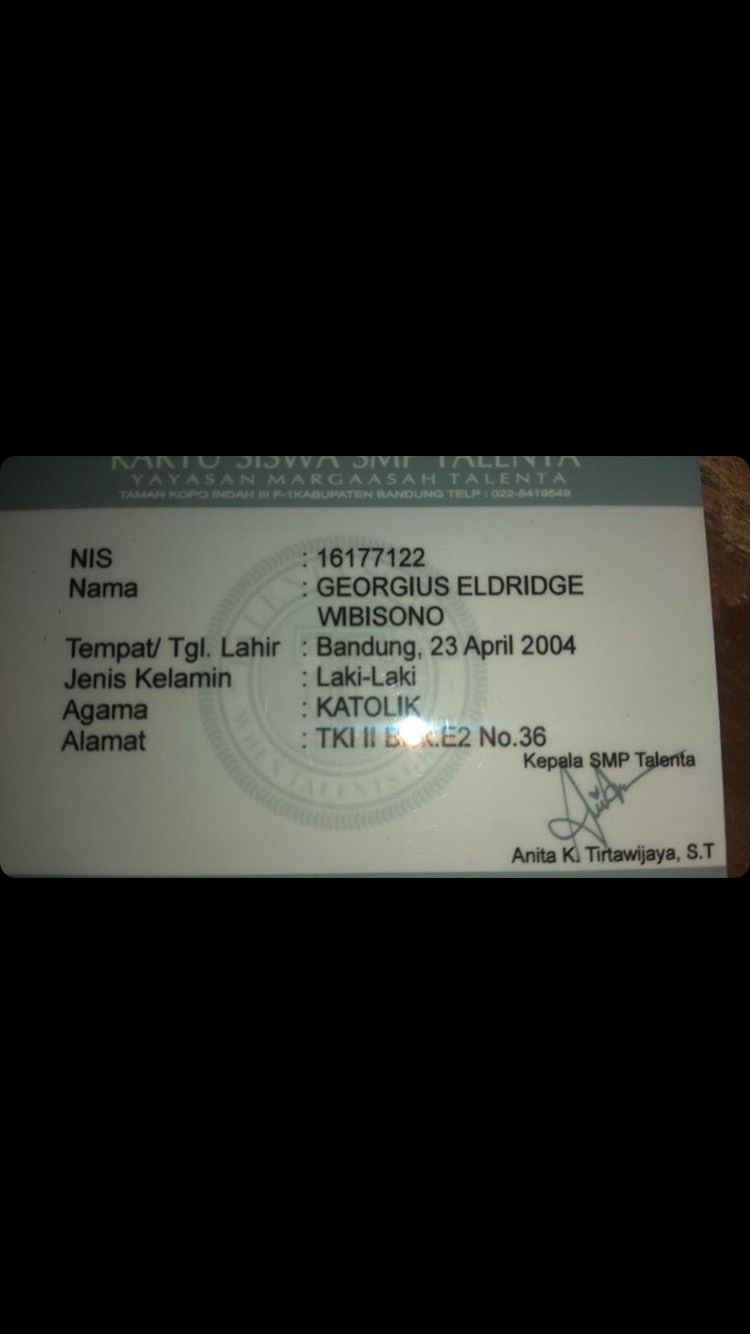 KARTU SISWA SMP TALENTA
YAYASAN MARGAASAH TALENTA
TAMAN KOPO INDAH III F-1KABUPATEN BANDUNG TELP : 022-5419549
NIS : 16177122
Nama : GEORGIUS ELDRIDGE
WIBISONO
Tempat/ Tgl. Lahir : Bandung, 23 April 2004
Jenis Kelamin : Laki-Laki
Agama : KATOLIK
Alamat : TKI II No.36
Kepala SMP Talenta
Anita K. Tirtawijaya, S.T